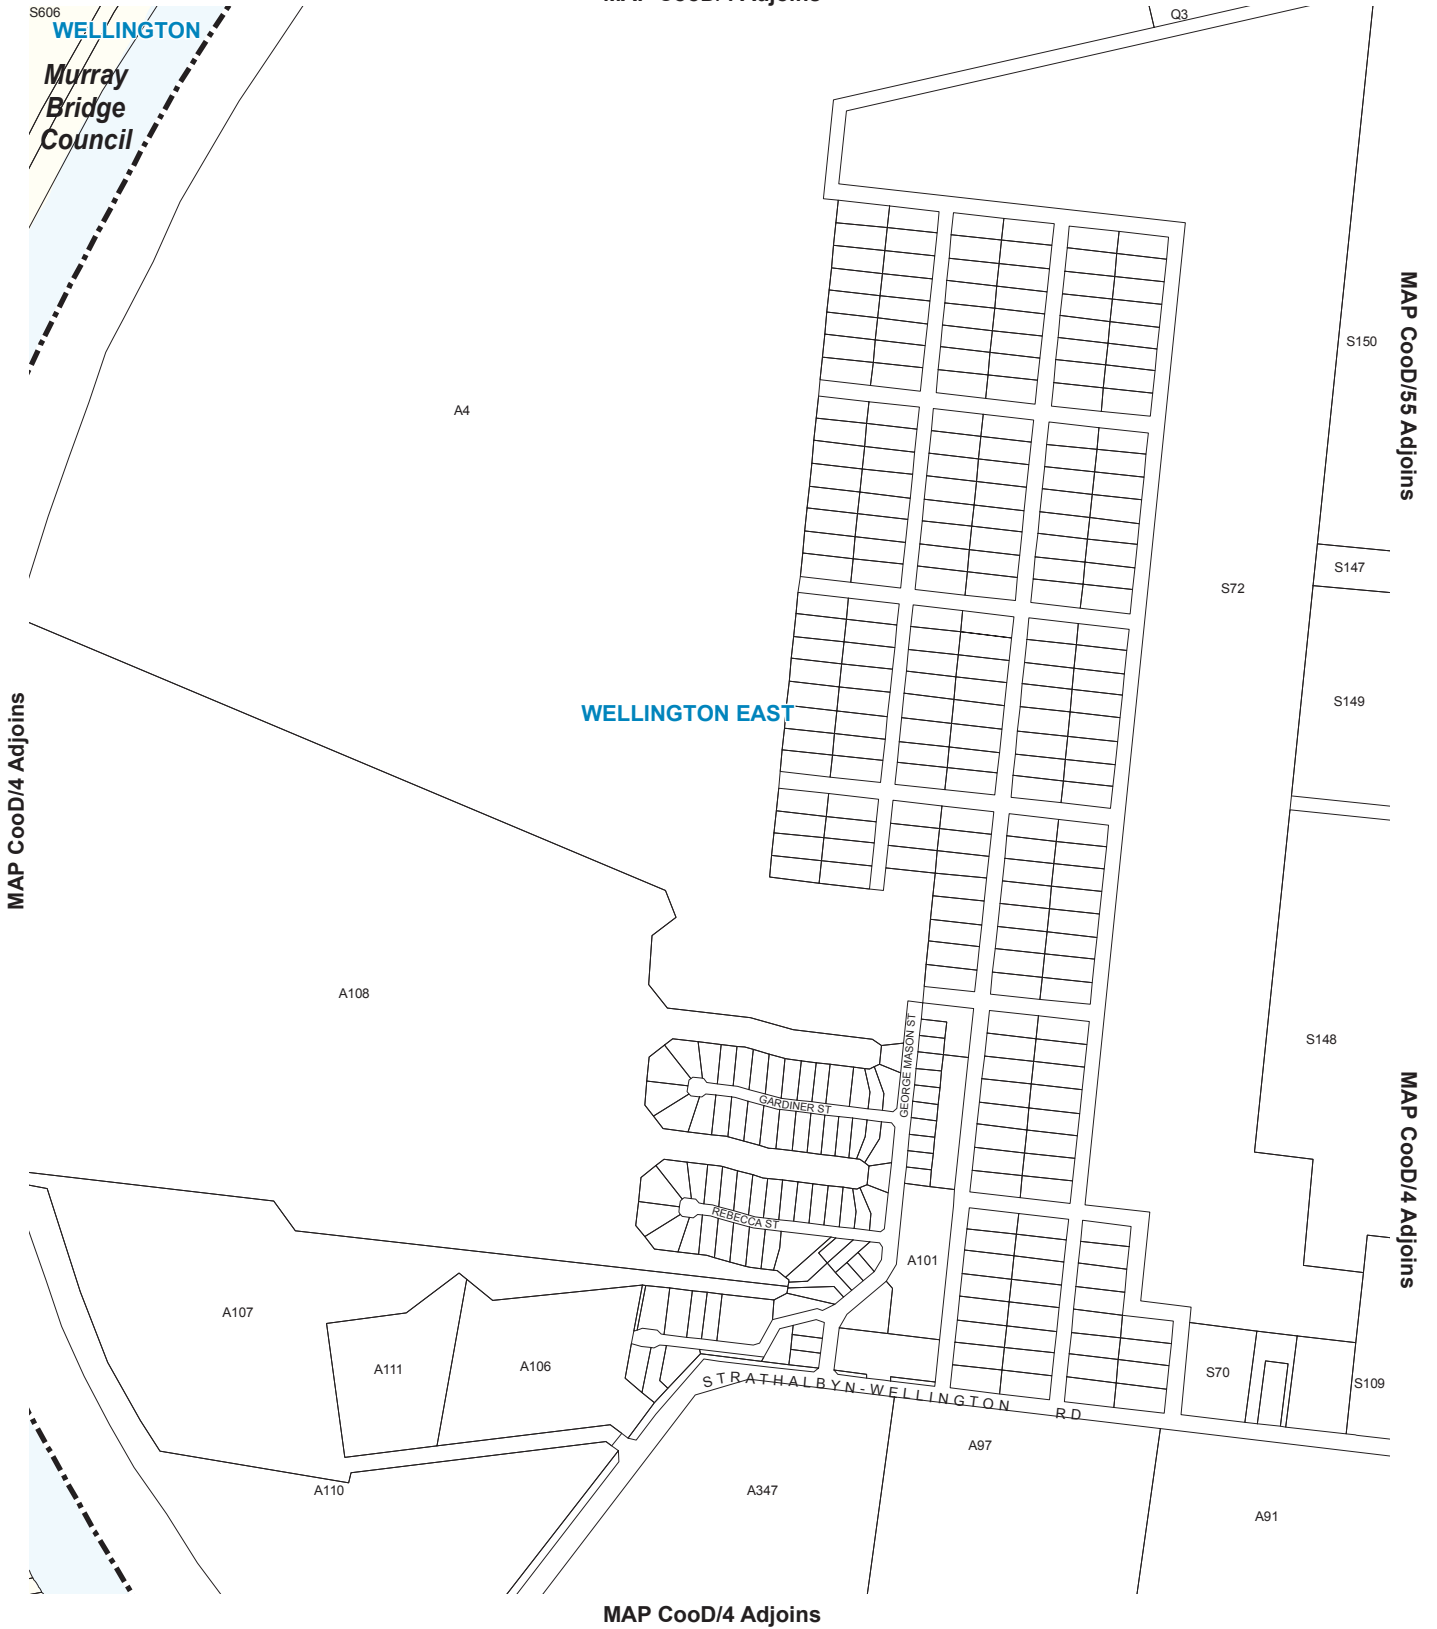 S606
WELLINGTON
Murray
Bridge
Council
Q3
MAP CooD/55 Adjoins
S150
A4
S147
S72
WELLINGTON EAST
S149
MAP CooD/4 Adjoins
A108
GEORGE MASON ST
S148
GARDINER ST
MAP CooD/4 Adjoins
REBECCA ST
A101
A107
A111
A106
S70
S109
STRATHALBYN-WELLINGTON RD
A97
A110
A347
A91
MAP CooD/4 Adjoins